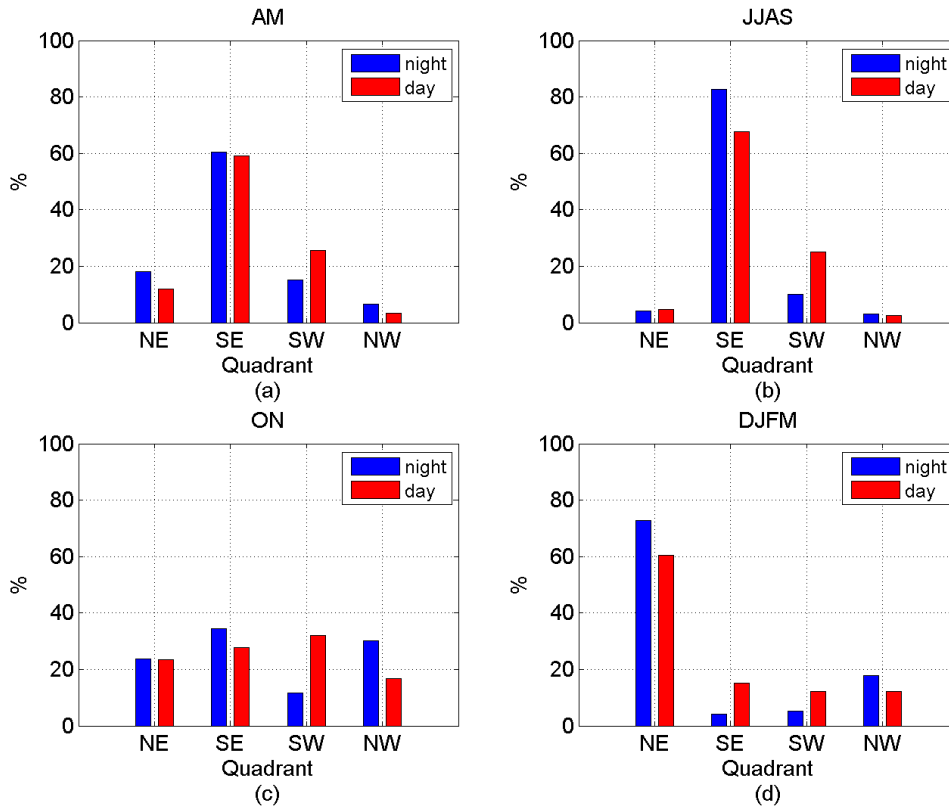 AM
100
80
60
40
20
0
%
night
day
NE SE SW NW
Quadrant
(a)
JJAS
100
80
60
40
20
0
%
night
day
NE SE SW NW
Quadrant
(b)
ON
100
80
60
40
20
0
%
night
day
NE SE SW NW
Quadrant
(c)
DJFM
100
80
60
40
20
0
%
night
day
NE SE SW NW
Quadrant
(d)